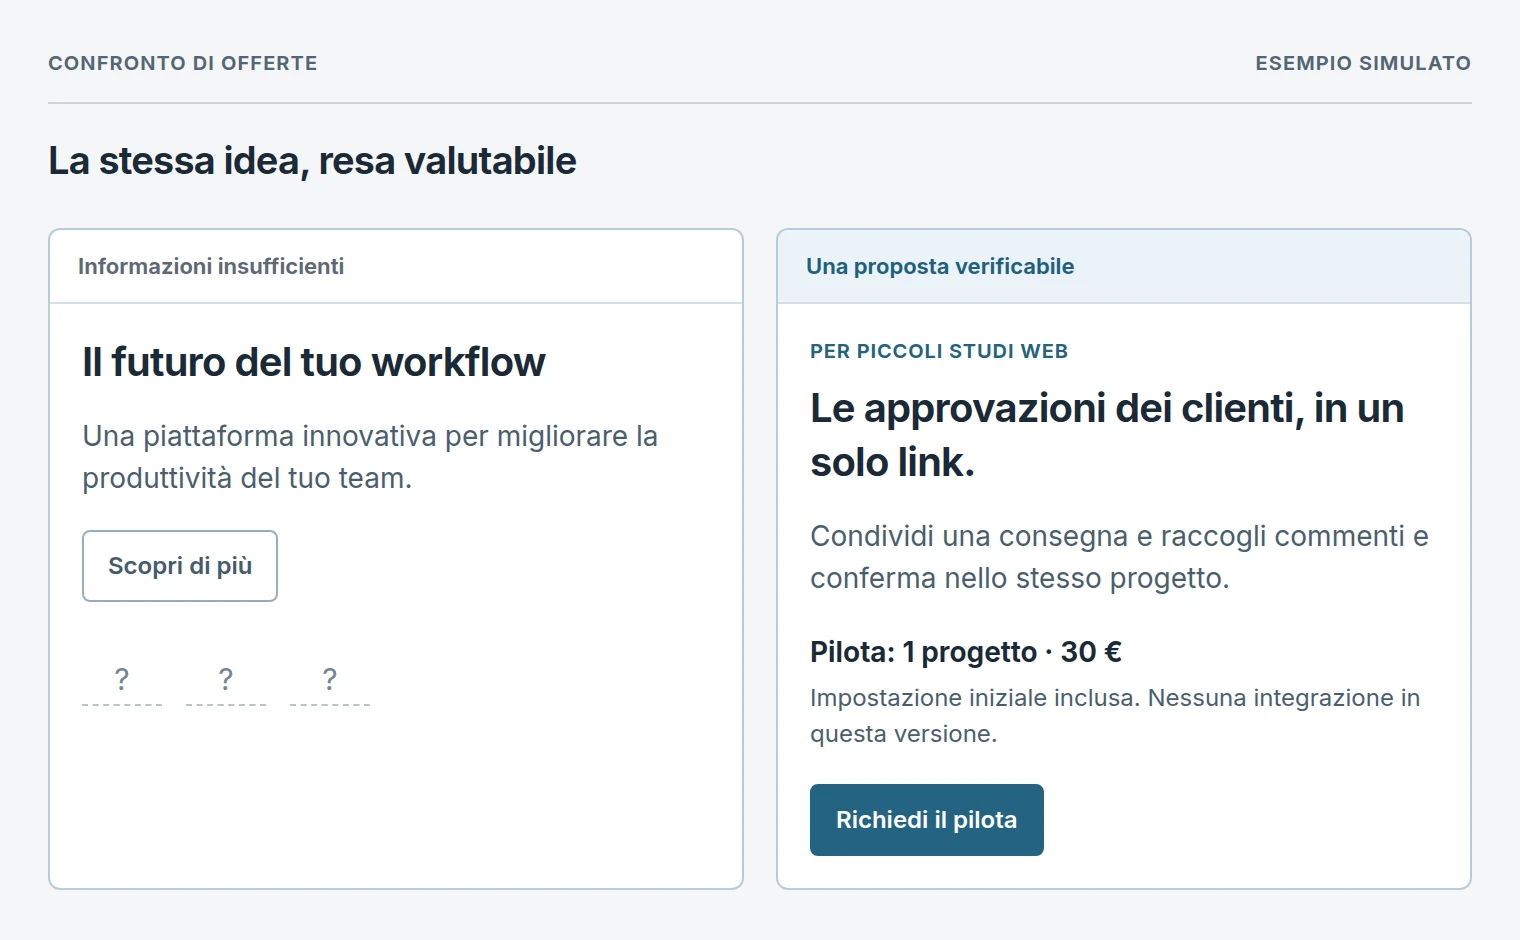 CONFRONTO DI OFFERTE
ESEMPIO SIMULATO
La stessa idea, resa valutabile
Informazioni insufficienti
Il futuro del tuo workflow
Una piattaforma innovativa per migliorare la
produttività del tuo team.
Scopri di più
? ? ?
Una proposta verificabile
PER PICCOLI STUDI WEB
Le approvazioni dei clienti, in un
solo link.
Condividi una consegna e raccogli commenti e
conferma nello stesso progetto.
Pilota: 1 progetto · 30 €
Impostazione iniziale inclusa. Nessuna integrazione in
questa versione.
Richiedi il pilota